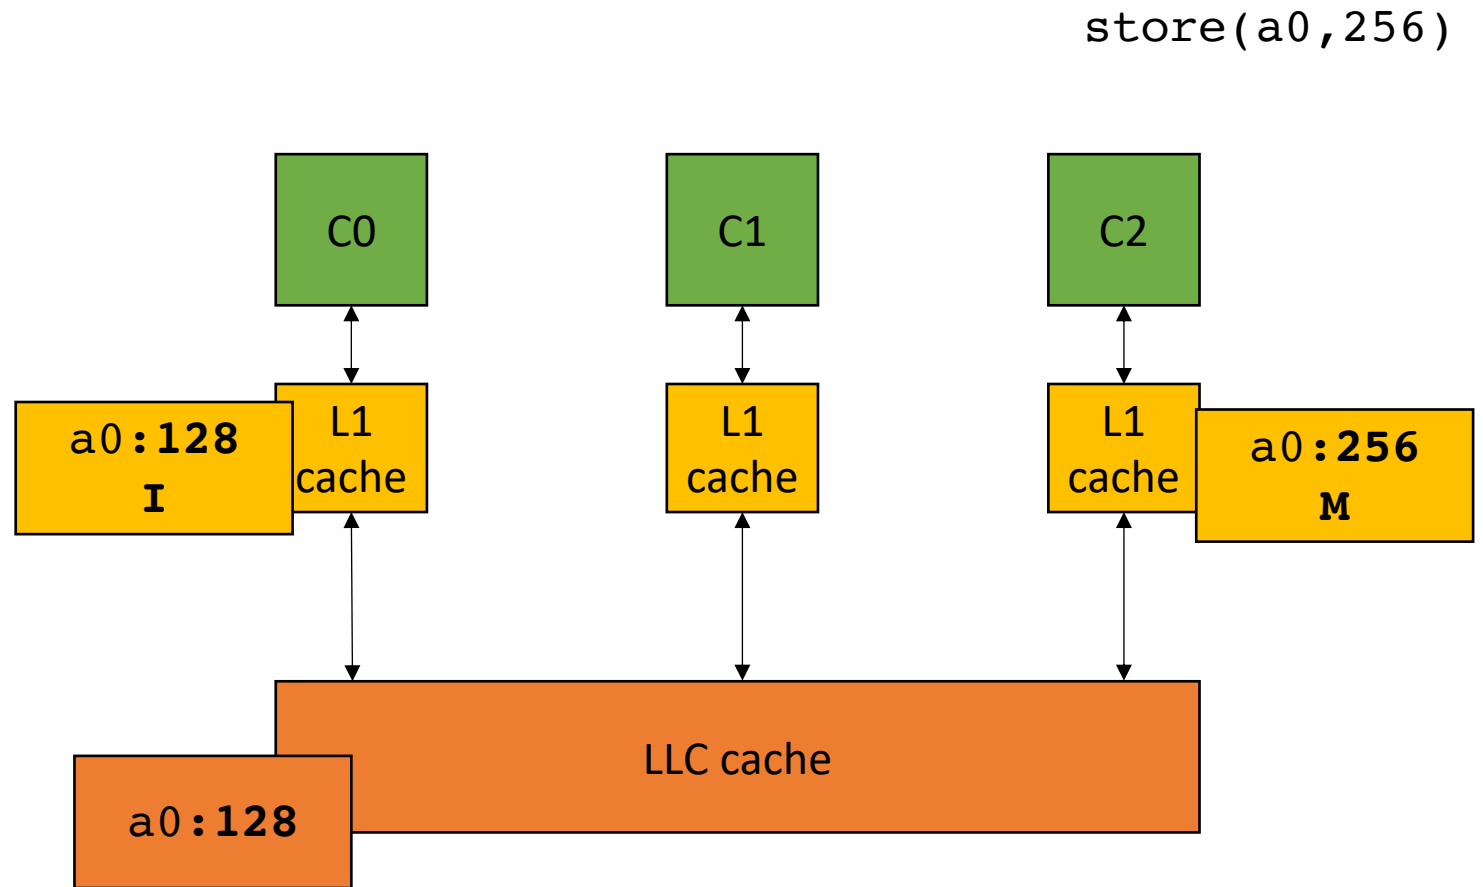 store(a0,256)
C0
C1
C2
a0:128
I
L1
cache
L1
cache
L1
cache
a0:256
M
LLC cache
a0:128